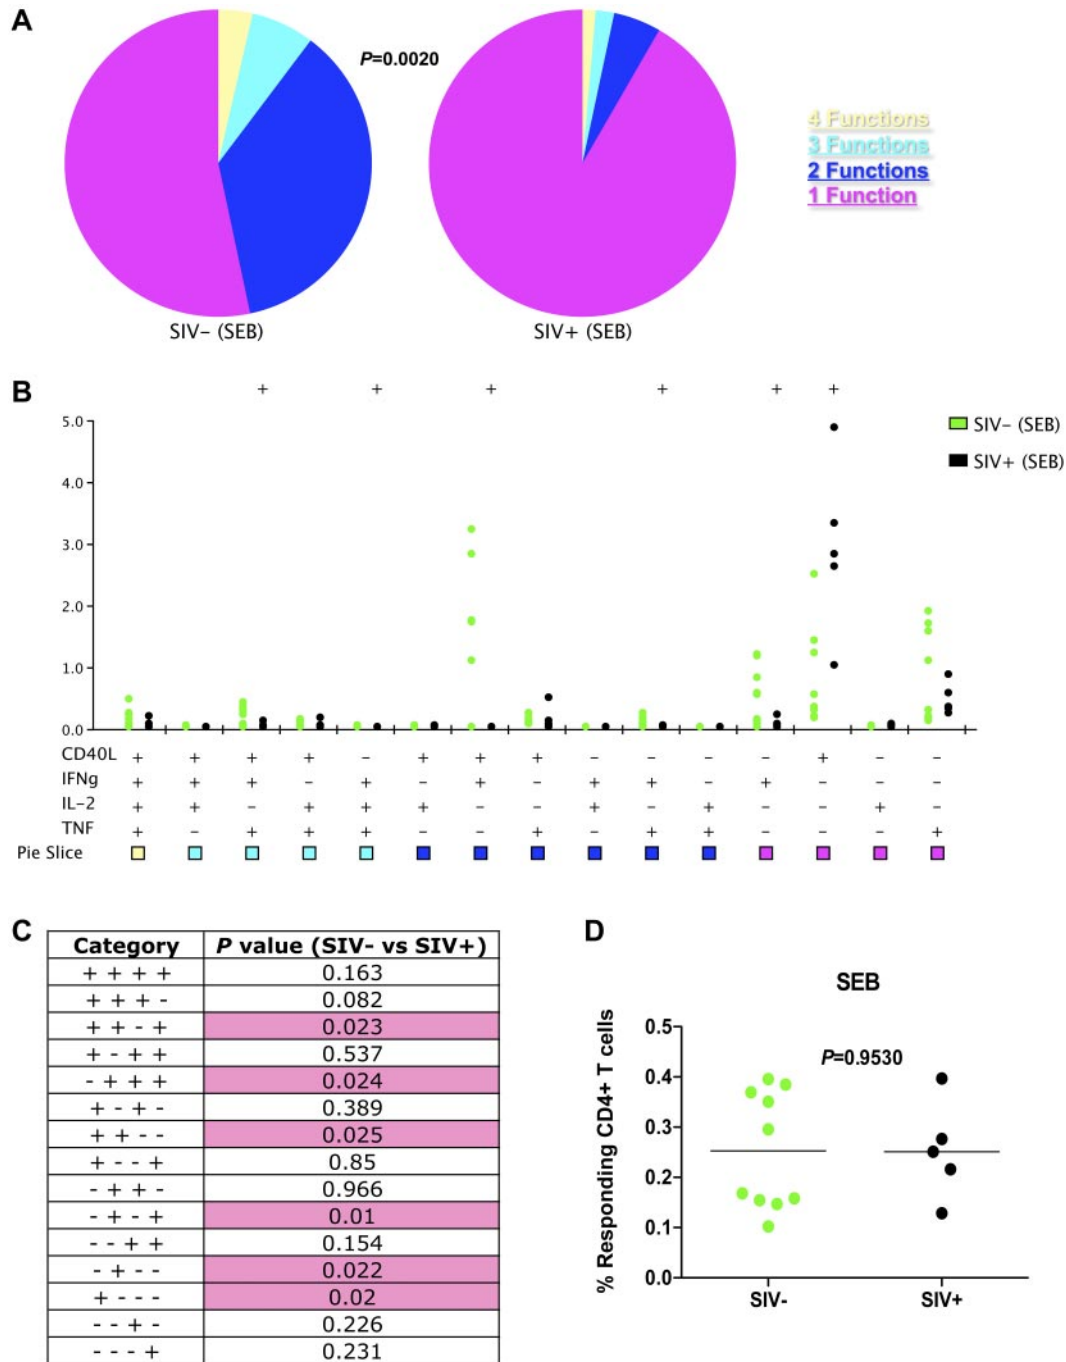 A
P=0.0020
4 Functions
3 Functions
2 Functions
1 Function
SIV– (SEB)
SIV+ (SEB)
B
+ + + + + +
5.0
4.0
3.0
2.0
1.0
0.0
SIV– (SEB)
SIV+ (SEB)
CD40L + + + + – + + + – – – – + – –
IFNg + + + – + – + – + + – + – – –
IL-2 + + – + + + – – + – + – – + –
TNF + – + + + – – + – + + – – – +
Pie Slice
C
Category P value (SIV- vs SIV+)
+ + + + 0.163
+ + + - 0.082
+ + - + 0.023
+ - + + 0.537
- + + + 0.024
+ - + - 0.389
+ + - - 0.025
+ - - + 0.85
- + + - 0.966
- + - + 0.01
- - + + 0.154
- + - - 0.022
+ - - - 0.02
- - + - 0.226
- - - + 0.231
D
SEB
% Responding CD4+ T cells
0.5
0.4
0.3
0.2
0.1
0.0
P=0.9530
SIV-
SIV+